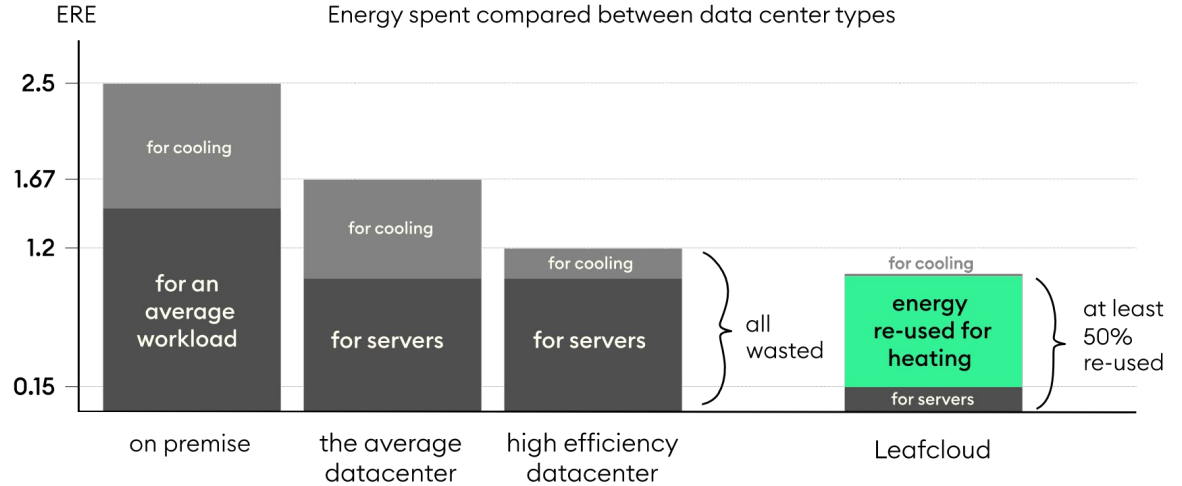 ERE
Energy spent compared between data center types
2.5
1.67
1.2
0.15
for cooling
for an
average
workload
for cooling
for servers
for cooling
for servers
all
wasted
for cooling
energy
re-used for
heating
for servers
at least
50%
re-used
on premise
the average
datacenter
high efficiency
datacenter
Leafcloud